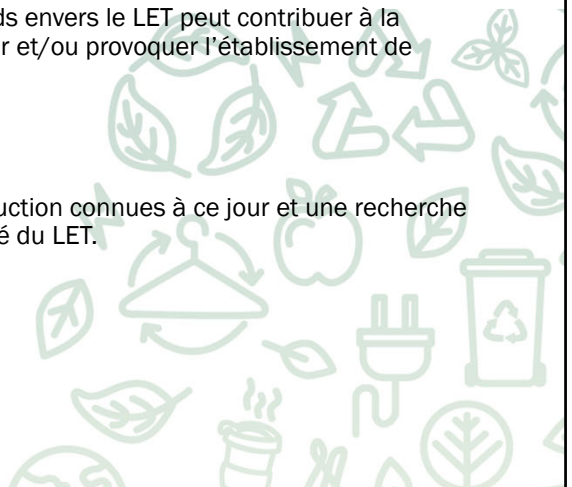 ds envers le LET peut contribuer à la
r et/ou provoquer l’établissement de
uction connues à ce jour et une recherche
é du LET.